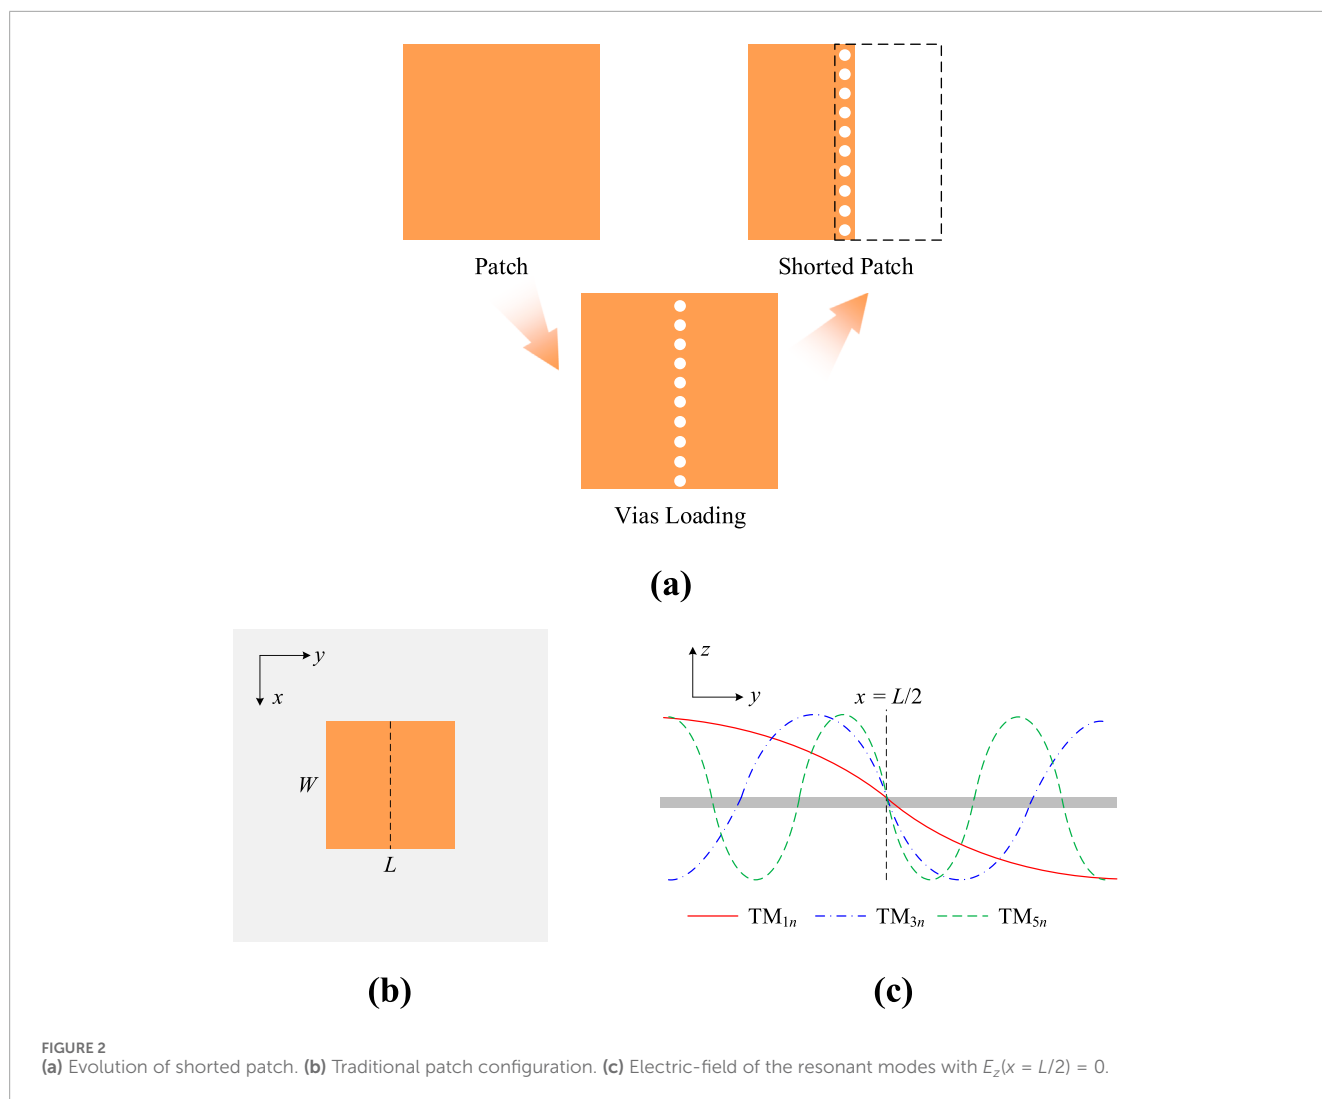 Patch
Shorted Patch
Vias Loading
(a)
y
x
W
L
(b)
z
y
x = L/2
TM1n
TM3n
TM5n
(c)
FIGURE 2
(a) Evolution of shorted patch. (b) Traditional patch configuration. (c) Electric-field of the resonant modes with Ez(x = L/2) = 0.